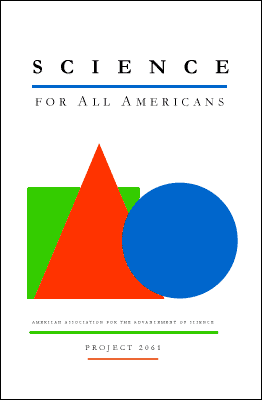 SCIENCE
FOR ALL AMERICANS
AMERICAN ASSOCIATION FOR THE ADVANCEMENT OF SCIENCE
PROJECT 2061